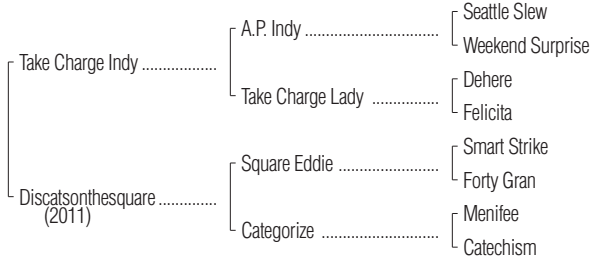 Seattle Slew
A.P. Indy ..............................
Weekend Surprise
Take Charge Indy .................
Dehere
Take Charge Lady ...............
Felicita
Smart Strike
Square Eddie .......................
Forty Gran
Discatsonthesquare .............
(2011)
Menifee
Categorize ...........................
Catechism